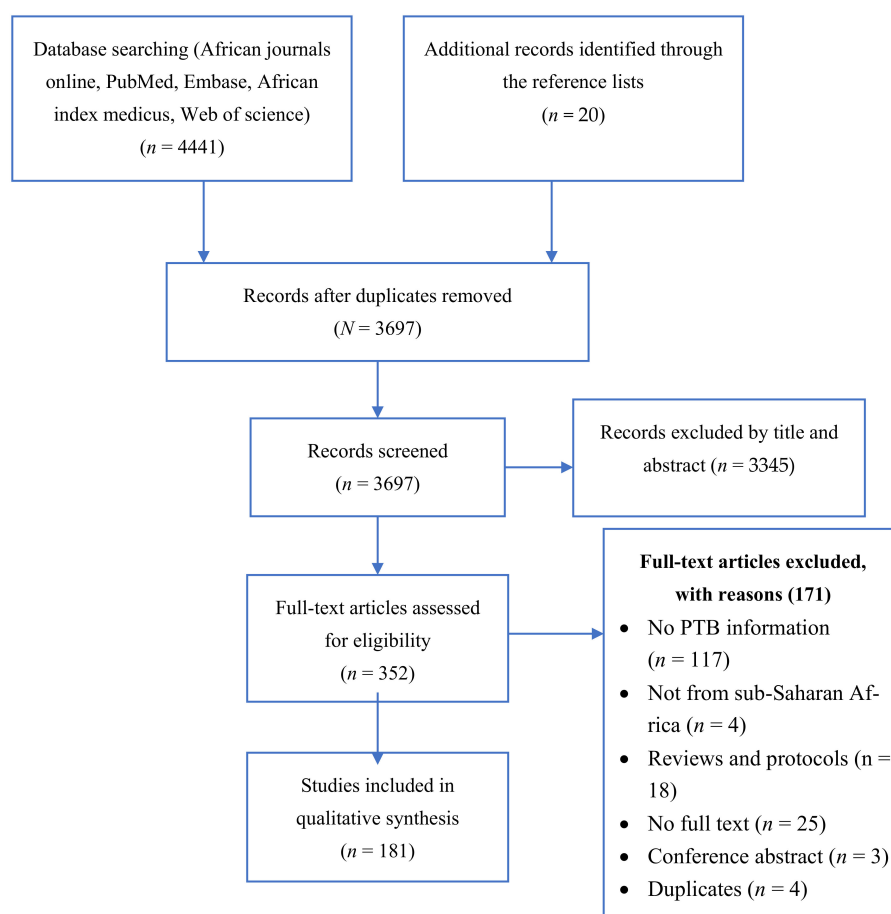 Database searching (African journals
online, PubMed, Embase, African
index medicus, Web of science)
(n = 4441)
Additional records identified through
the reference lists
(n = 20)
Records after duplicates removed
(N = 3697)
Records screened
(n = 3697)
Records excluded by title and
abstract (n = 3345)
Full-text articles assessed
for eligibility
(n = 352)
Full-text articles excluded,
with reasons (171)
• No PTB information
(n = 117)
• Not from sub-Saharan Af-
rica (n = 4)
• Reviews and protocols (n =
18)
• No full text (n = 25)
• Conference abstract (n = 3)
• Duplicates (n = 4)
Studies included in
qualitative synthesis
(n = 181)